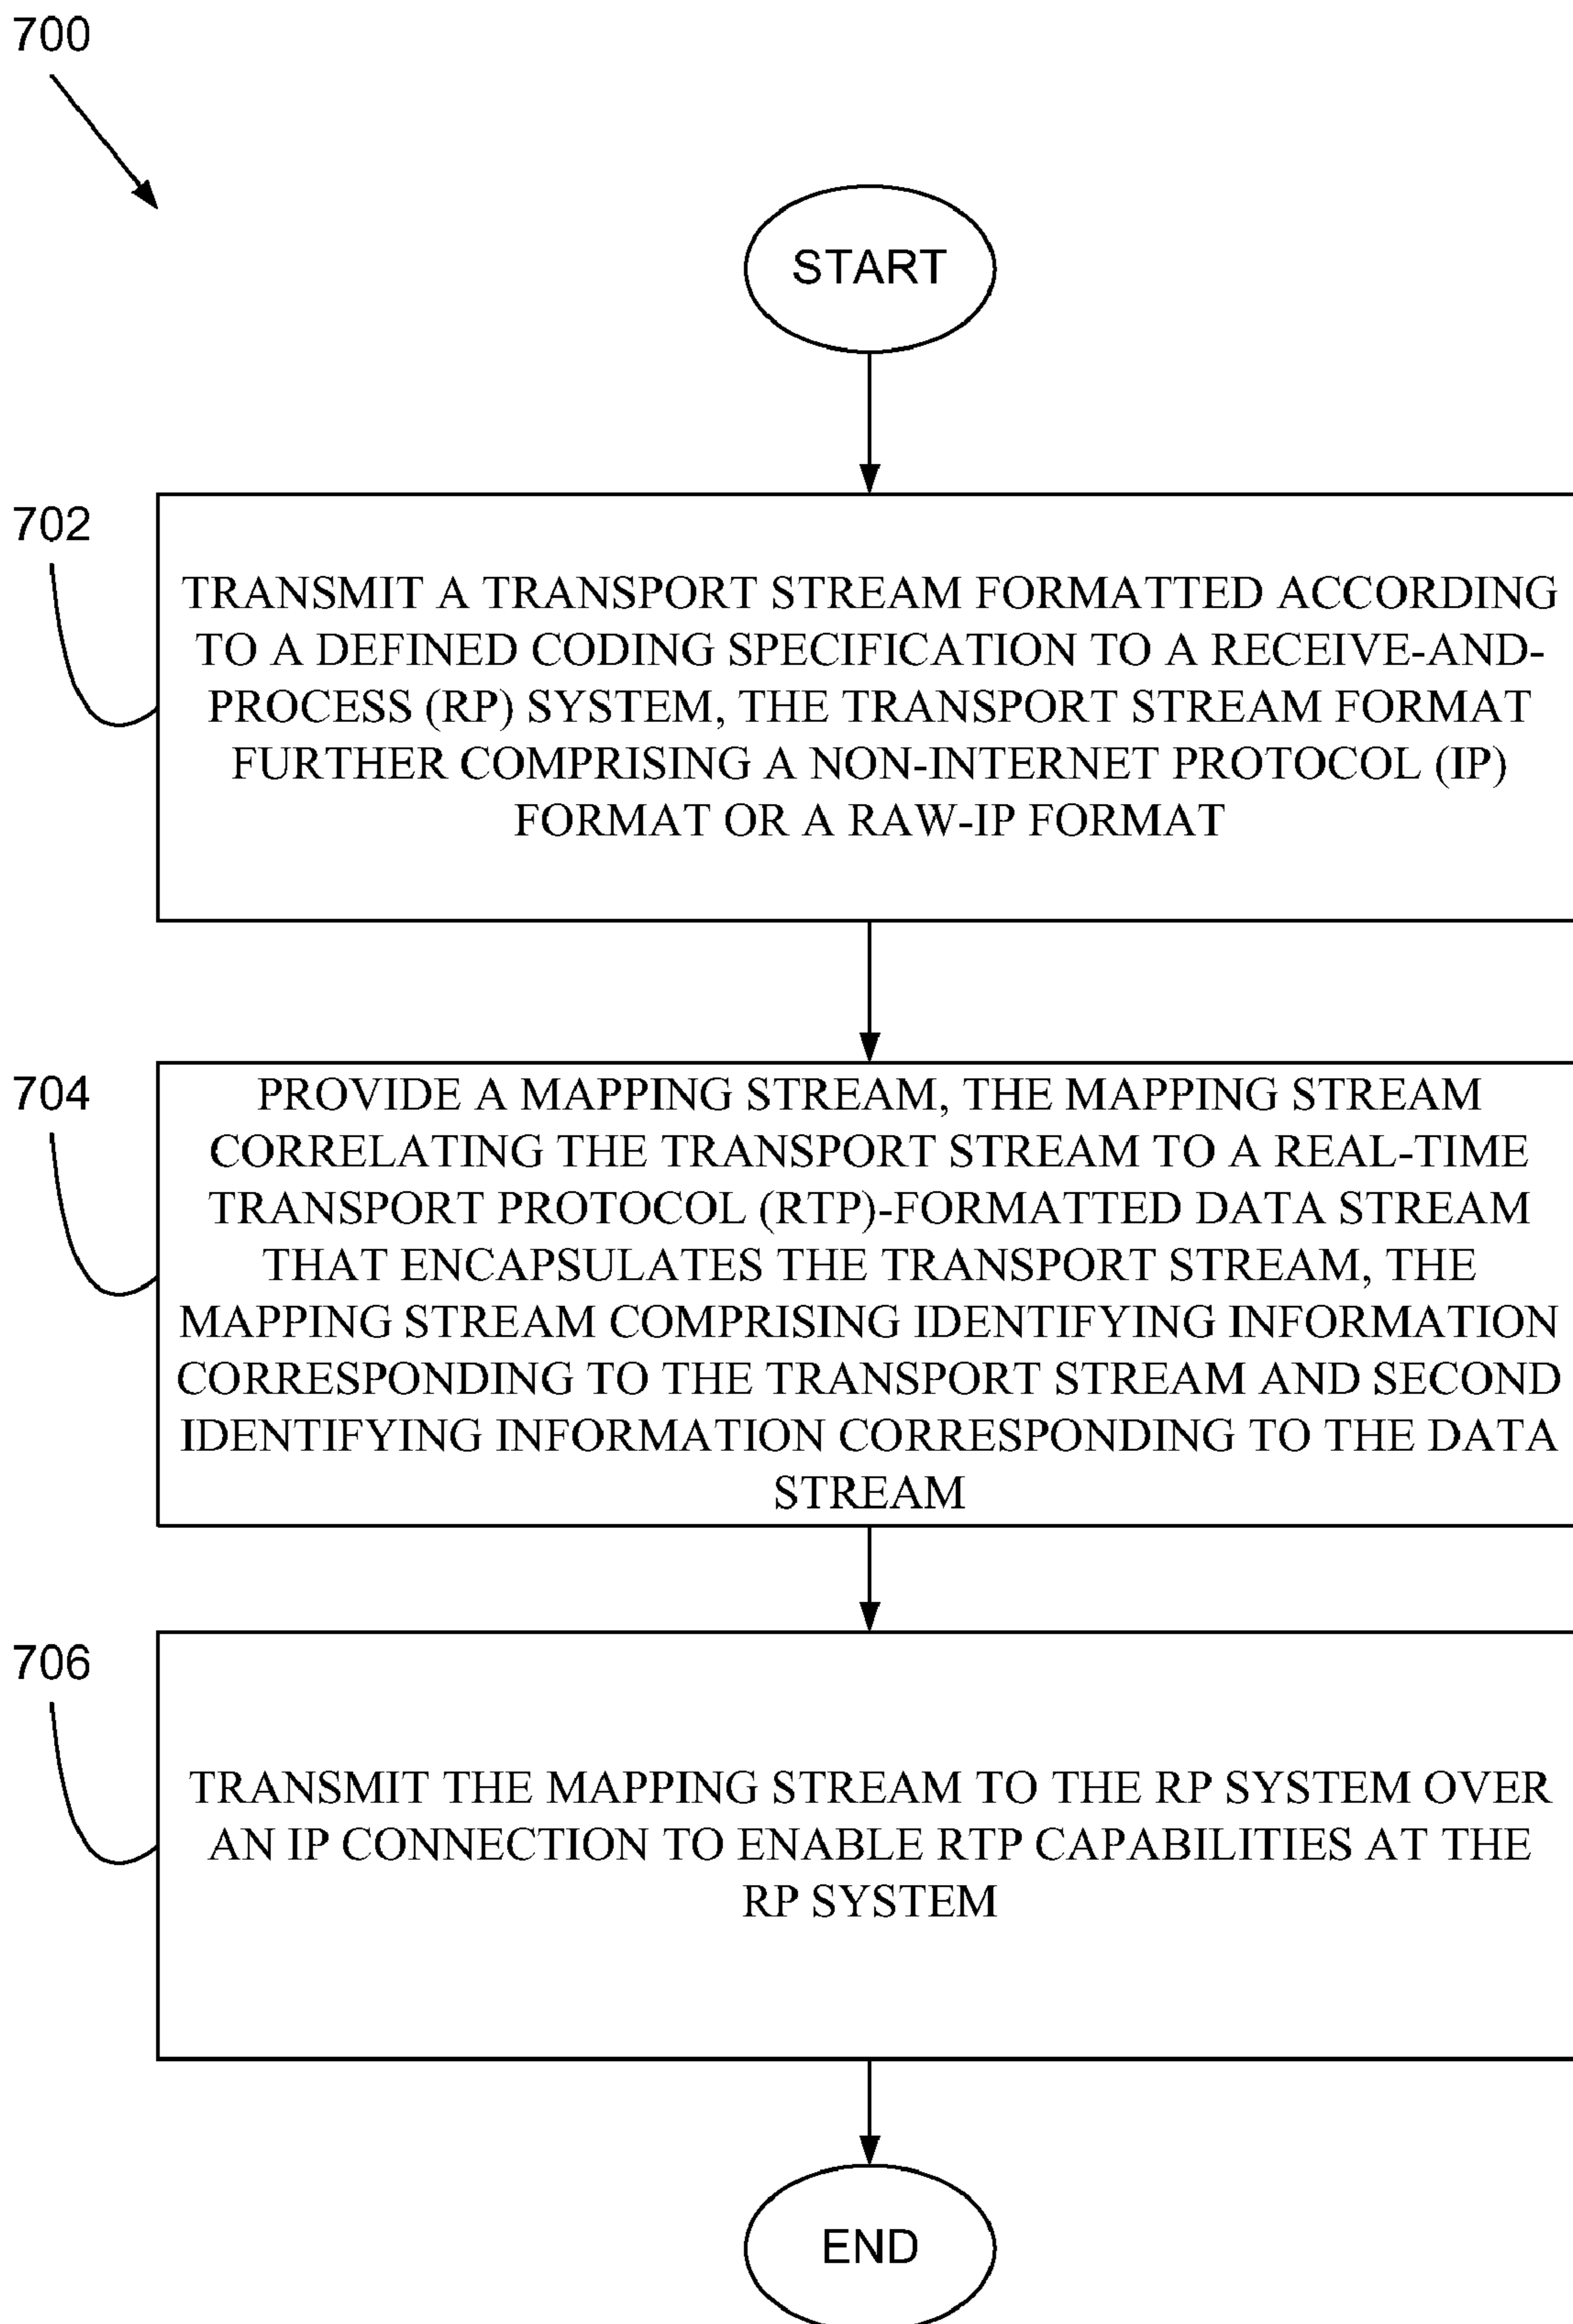 700
START
702
TRANSMIT A TRANSPORT STREAM FORMATTED ACCORDING
TO A DEFINED CODING SPECIFICATION TO A RECEIVE-AND-
PROCESS (RP) SYSTEM, THE TRANSPORT STREAM FORMAT
FURTHER COMPRISING A NON-INTERNET PROTOCOL (IP)
FORMAT OR A RAW-IP FORMAT
704
PROVIDE A MAPPING STREAM, THE MAPPING STREAM
CORRELATING THE TRANSPORT STREAM TO A REAL-TIME
TRANSPORT PROTOCOL (RTP)-FORMATTED DATA STREAM
THAT ENCAPSULATES THE TRANSPORT STREAM, THE
MAPPING STREAM COMPRISING IDENTIFYING INFORMATION
CORRESPONDING TO THE TRANSPORT STREAM AND SECOND
IDENTIFYING INFORMATION CORRESPONDING TO THE DATA
STREAM
706
TRANSMIT THE MAPPING STREAM TO THE RP SYSTEM OVER
AN IP CONNECTION TO ENABLE RTP CAPABILITIES AT THE
RP SYSTEM
END